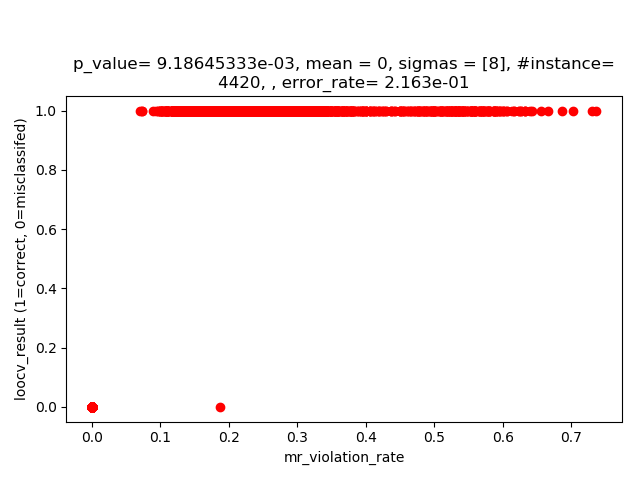 p_value= 9.18645333e-03, mean = 0, sigmas = [8], #instance=
4420, , error_rate= 2.163e-01
1.0
0.8
0.6
0.4
0.2
0.0
loocv_result (1=correct, 0=misclassifed)
0.0 0.1 0.2 0.3 0.4 0.5 0.6 0.7
mr_violation_rate